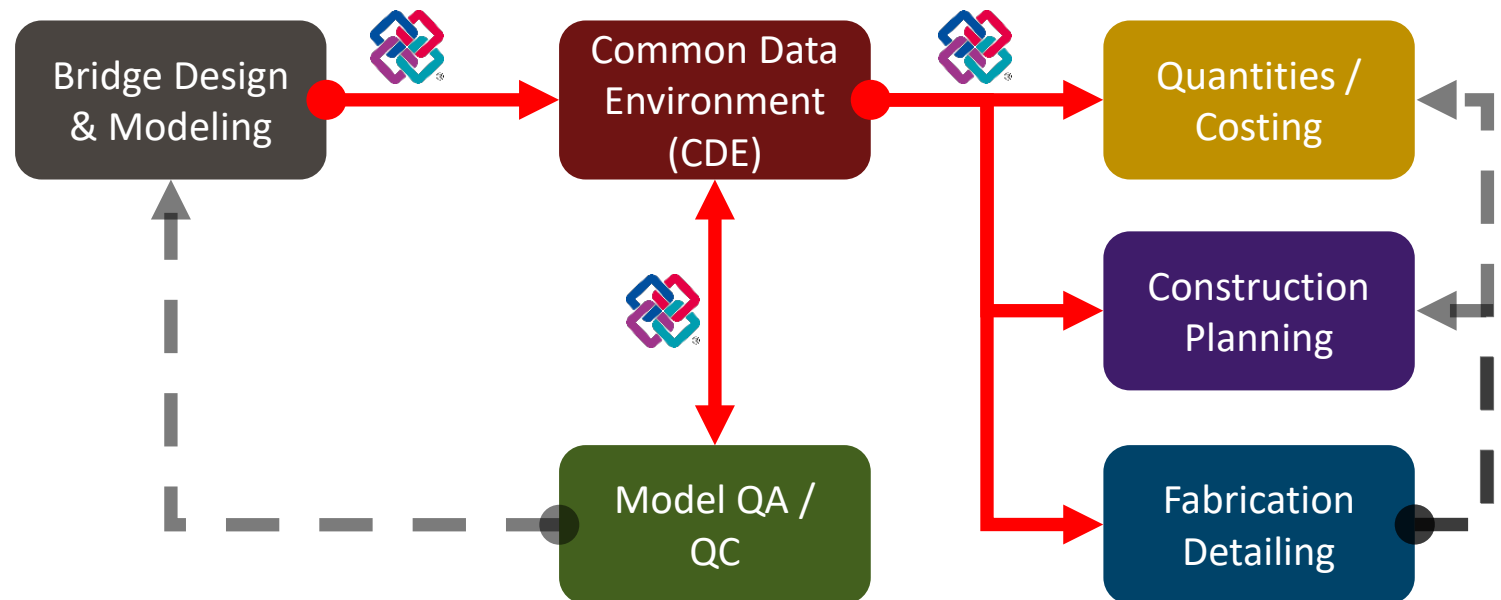 Bridge Design
& Modeling
Common Data
Environment
(CDE)
Quantities /
Costing
Construction
Planning
Model QA /
QC
Fabrication
Detailing
®
®
®